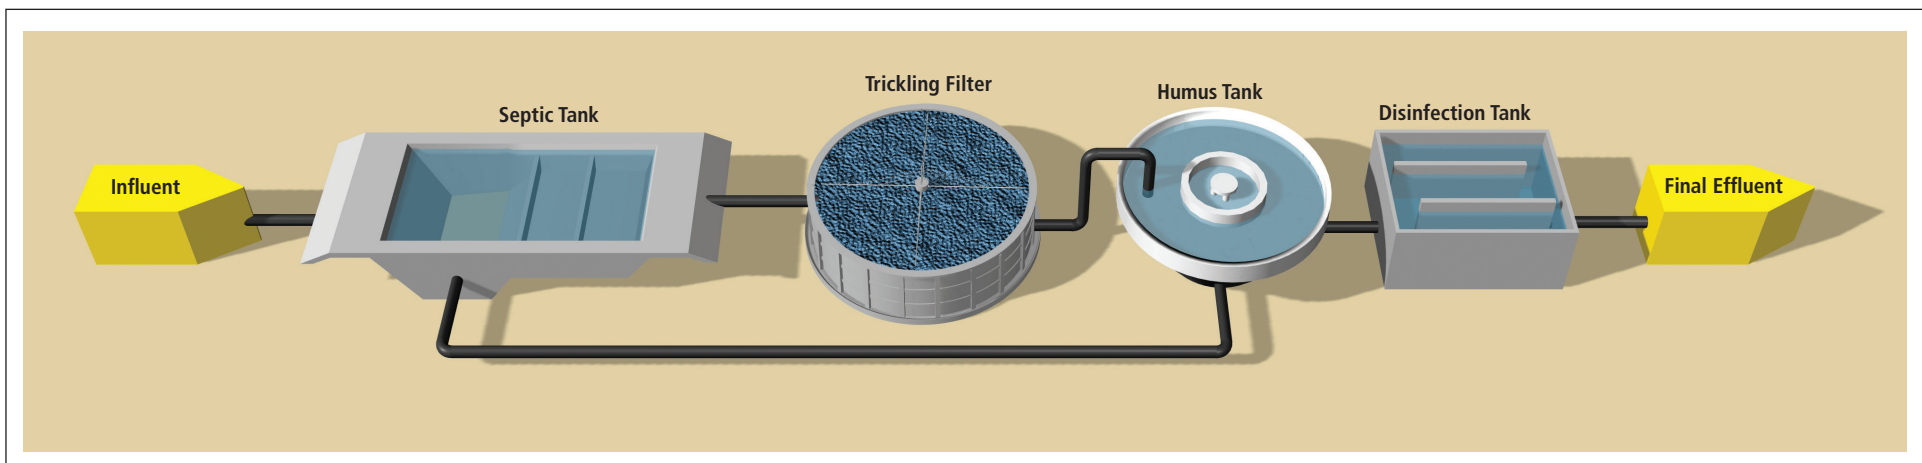 Influent
Septic Tank
Trickling Filter
Humus Tank
Disinfection Tank
Final Effluent